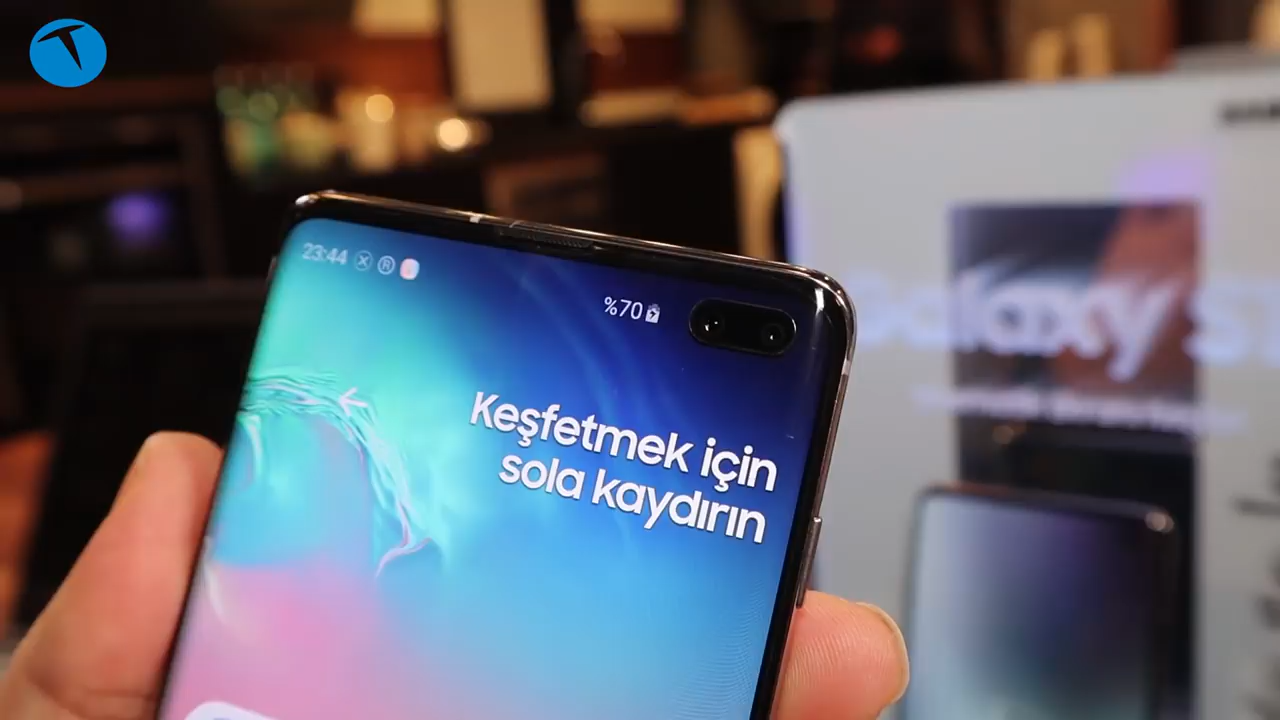 23:44
%70
Keşfetmek için
sola kaydırın
Galaxy S1